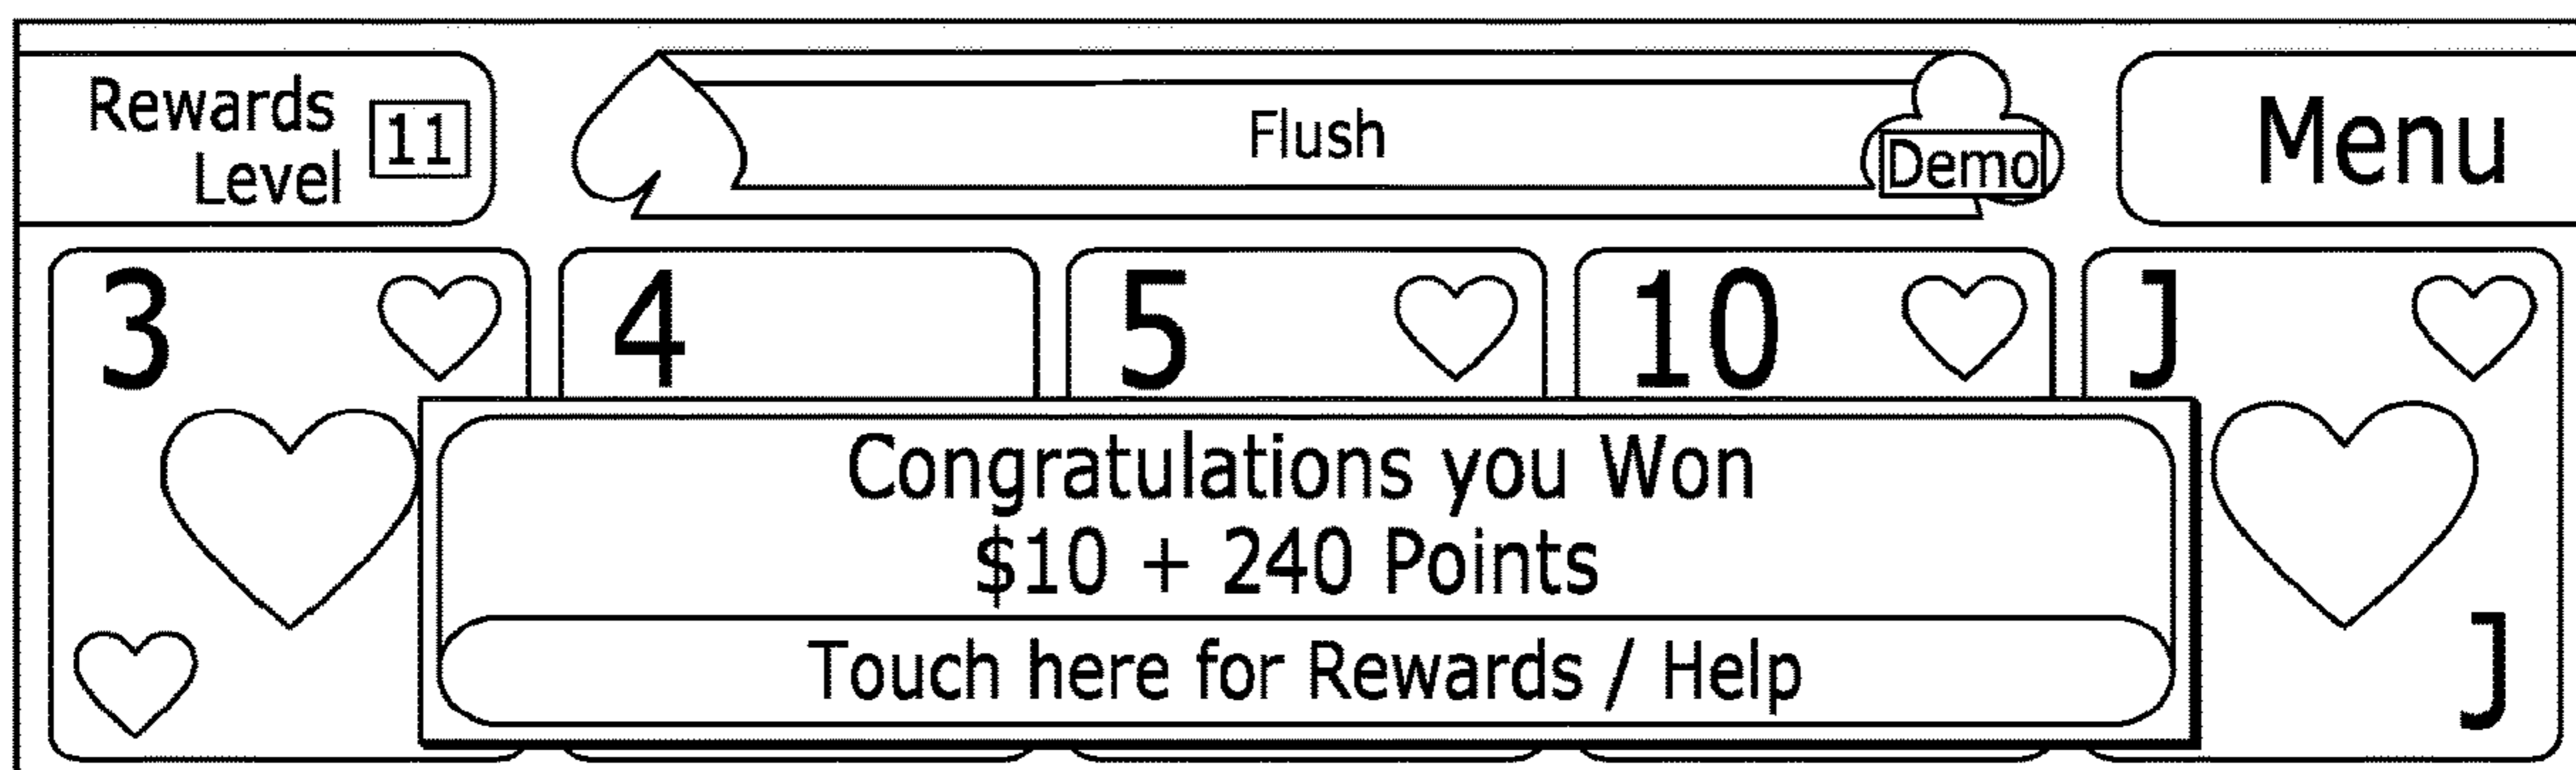 Rewards
Level 11
Flush
Demo
Menu
3 4 5 10 J
Congratulations you Won
$10 + 240 Points
Touch here for Rewards / Help
J